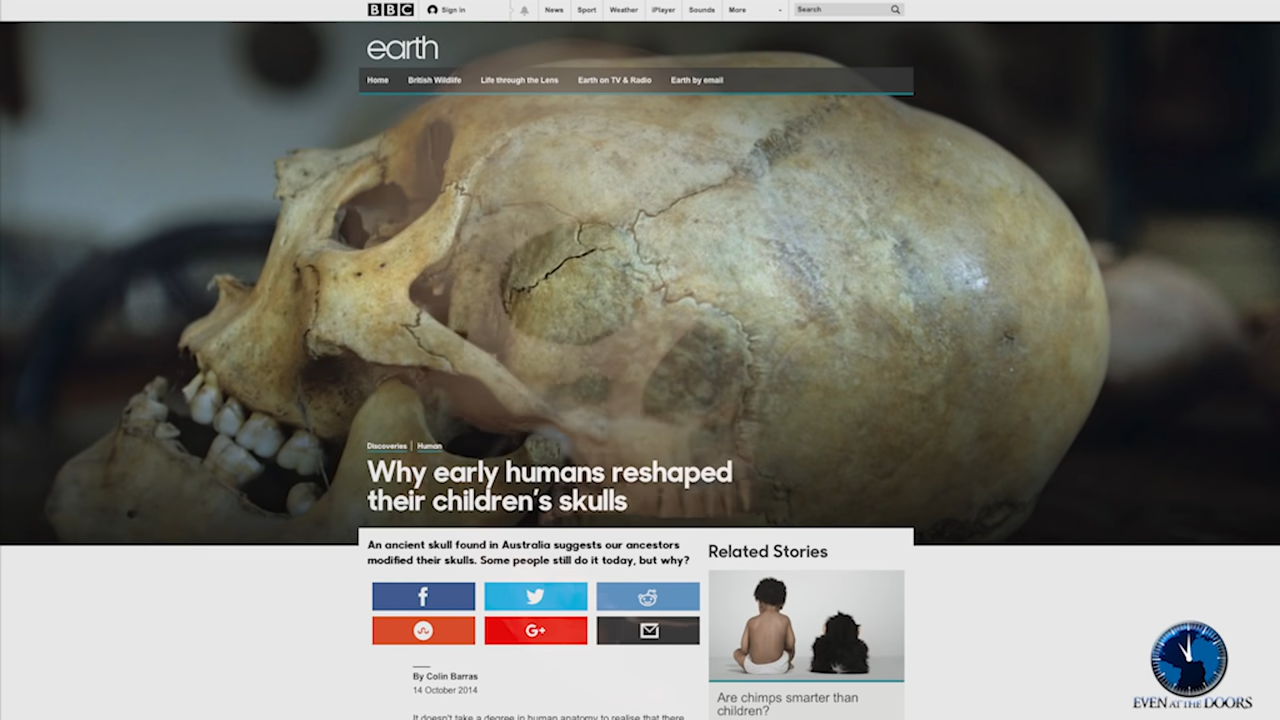 BBC Sign in News Sport Weather iPlayer Sounds More Search
earth
Home British Wildlife Life through the Lens Earth on TV & Radio Earth by email
Discoveries | Human
Why early humans reshaped
their children's skulls
An ancient skull found in Australia suggests our ancestors
modified their skulls. Some people still do it today, but why?
f
G+
By Colin Barras
14 October 2014
It doesn't take a degree in human anatomy to realise that there
Related Stories
Are chimps smarter than
children?
EVEN AT THE DOORS